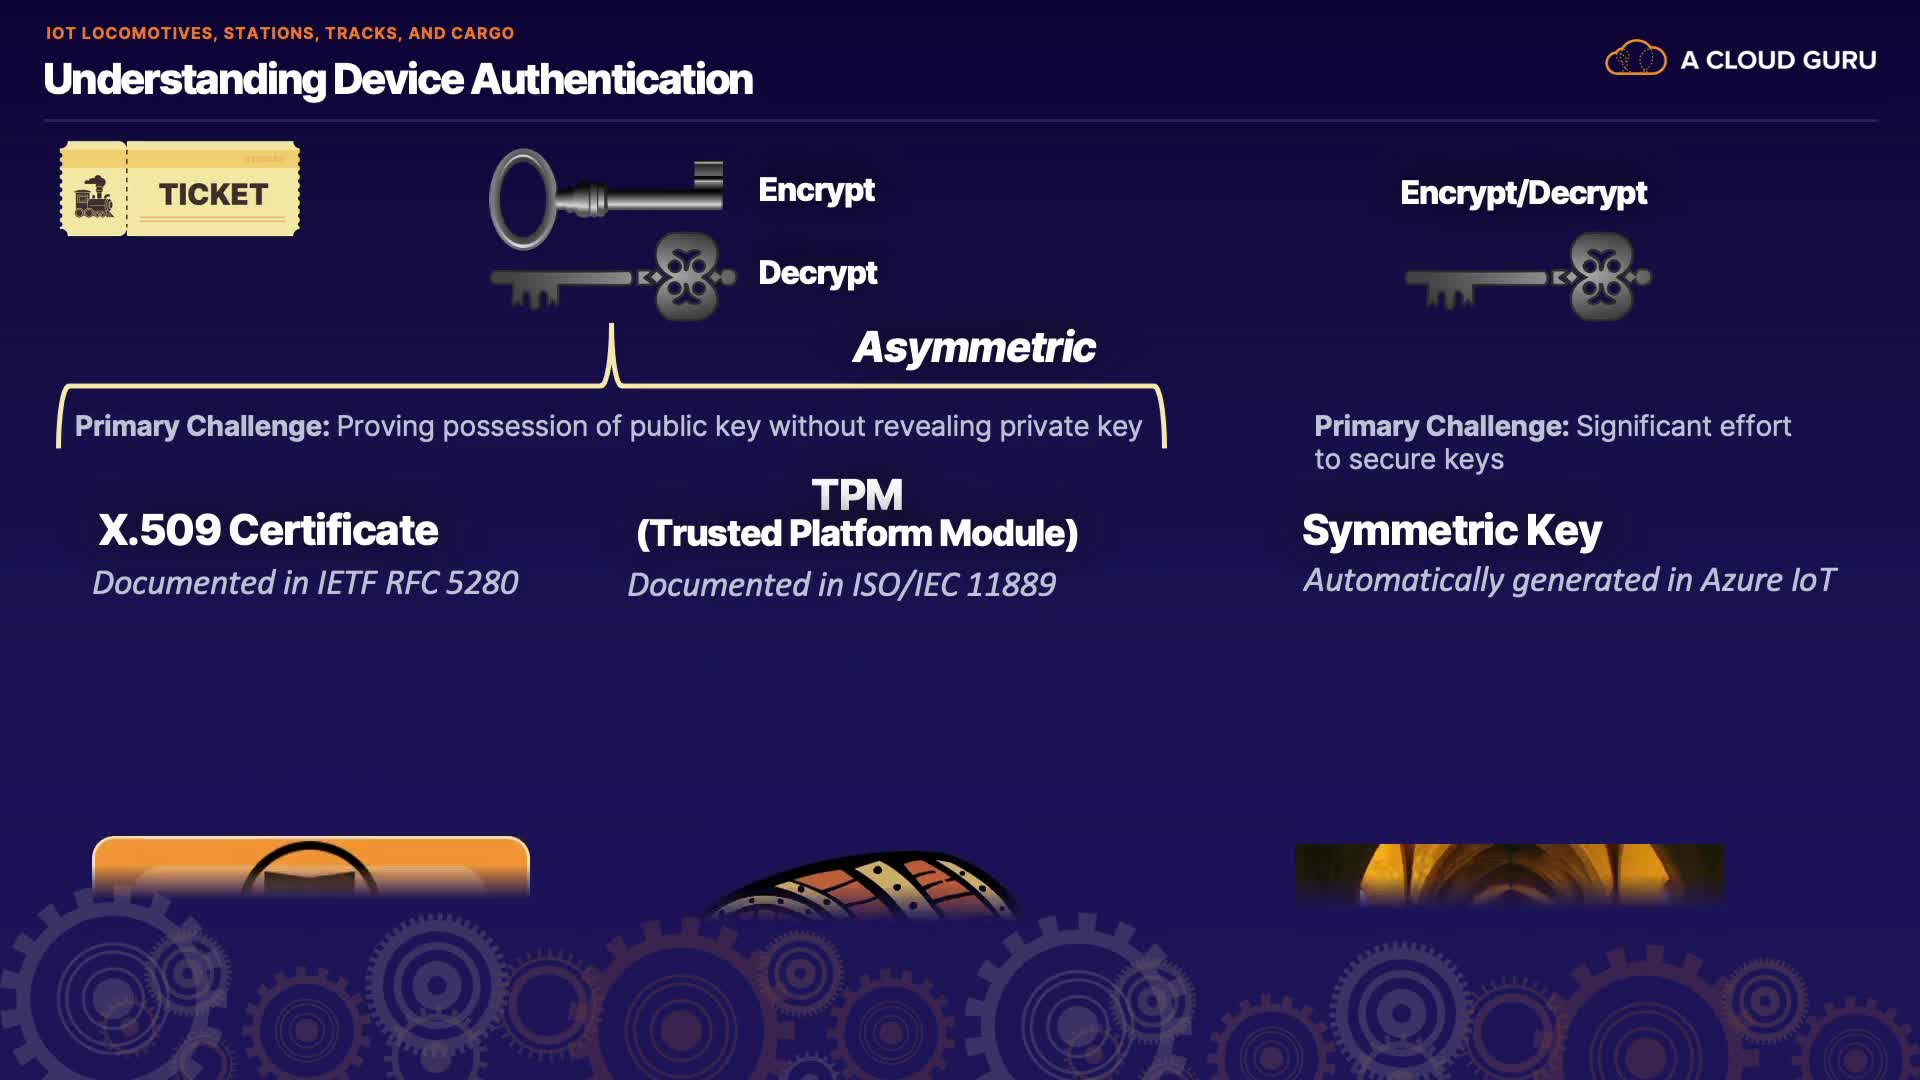 IOT LOCOMOTIVES, STATIONS, TRACKS, AND CARGO
Understanding Device Authentication
A CLOUD GURU
TICKET
Encrypt
Decrypt
Encrypt/Decrypt
Asymmetric
Primary Challenge: Proving possession of public key without revealing private key
Primary Challenge: Significant effort
to secure keys
X.509 Certificate
Documented in IETF RFC 5280
TPM
(Trusted Platform Module)
Documented in ISO/IEC 11889
Symmetric Key
Automatically generated in Azure IoT